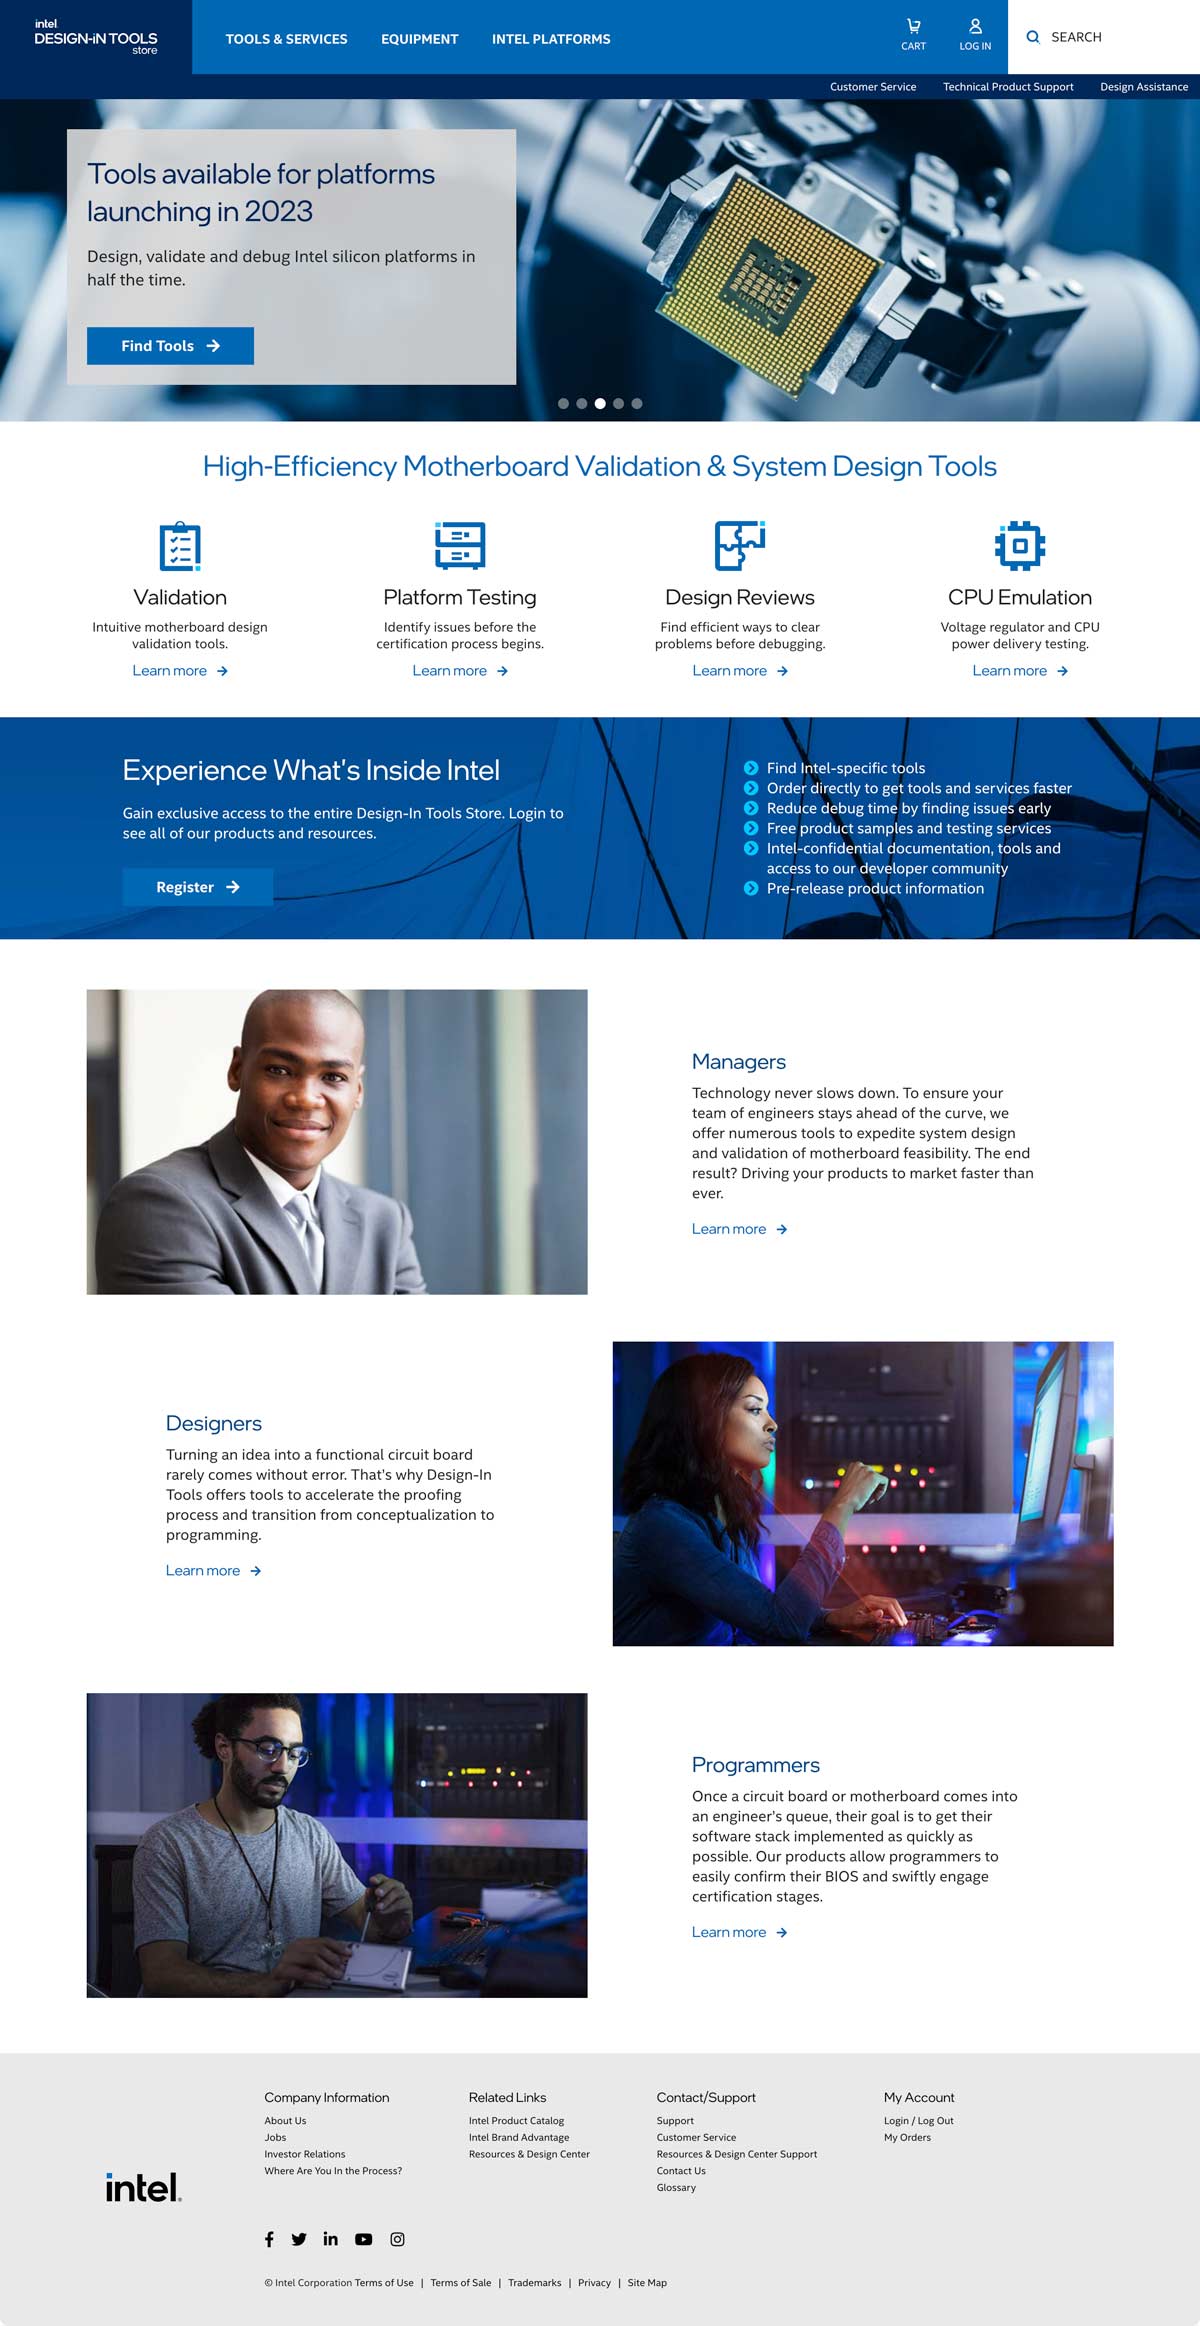 intel
DESIGN-iN TOOLS
store
TOOLS & SERVICES
EQUIPMENT
INTEL PLATFORMS
CART
LOG IN
SEARCH
Customer Service
Technical Product Support
Design Assistance
Tools available for platforms
launching in 2023
Design, validate and debug Intel silicon platforms in
half the time.
Find Tools
High-Efficiency Motherboard Validation & System Design Tools
Validation
Intuitive motherboard design
validation tools.
Learn more
Platform Testing
Identify issues before the
certification process begins.
Learn more
Design Reviews
Find efficient ways to clear
problems before debugging.
Learn more
CPU Emulation
Voltage regulator and CPU
power delivery testing.
Learn more
Experience What's Inside Intel
Gain exclusive access to the entire Design-In Tools Store. Login to
see all of our products and resources.
Register
Find Intel-specific tools
Order directly to get tools and services faster
Reduce debug time by finding issues early
Free product samples and testing services
Intel-confidential documentation, tools and
access to our developer community
Pre-release product information
Managers
Technology never slows down. To ensure your
team of engineers stays ahead of the curve, we
offer numerous tools to expedite system design
and validation of motherboard feasibility. The end
result? Driving your products to market faster than
ever.
Learn more
Designers
Turning an idea into a functional circuit board
rarely comes without error. That's why Design-In
Tools offers tools to accelerate the proofing
process and transition from conceptualization to
programming.
Learn more
Programmers
Once a circuit board or motherboard comes into
an engineer's queue, their goal is to get their
software stack implemented as quickly as
possible. Our products allow programmers to
easily confirm their BIOS and swiftly engage
certification stages.
Learn more
intel
Company Information
About Us
Jobs
Investor Relations
Where Are You In the Process?
Related Links
Intel Product Catalog
Intel Brand Advantage
Resources & Design Center
Contact/Support
Support
Customer Service
Resources & Design Center Support
Contact Us
Glossary
My Account
Login / Log Out
My Orders
© Intel Corporation Terms of Use | Terms of Sale | Trademarks | Privacy | Site Map